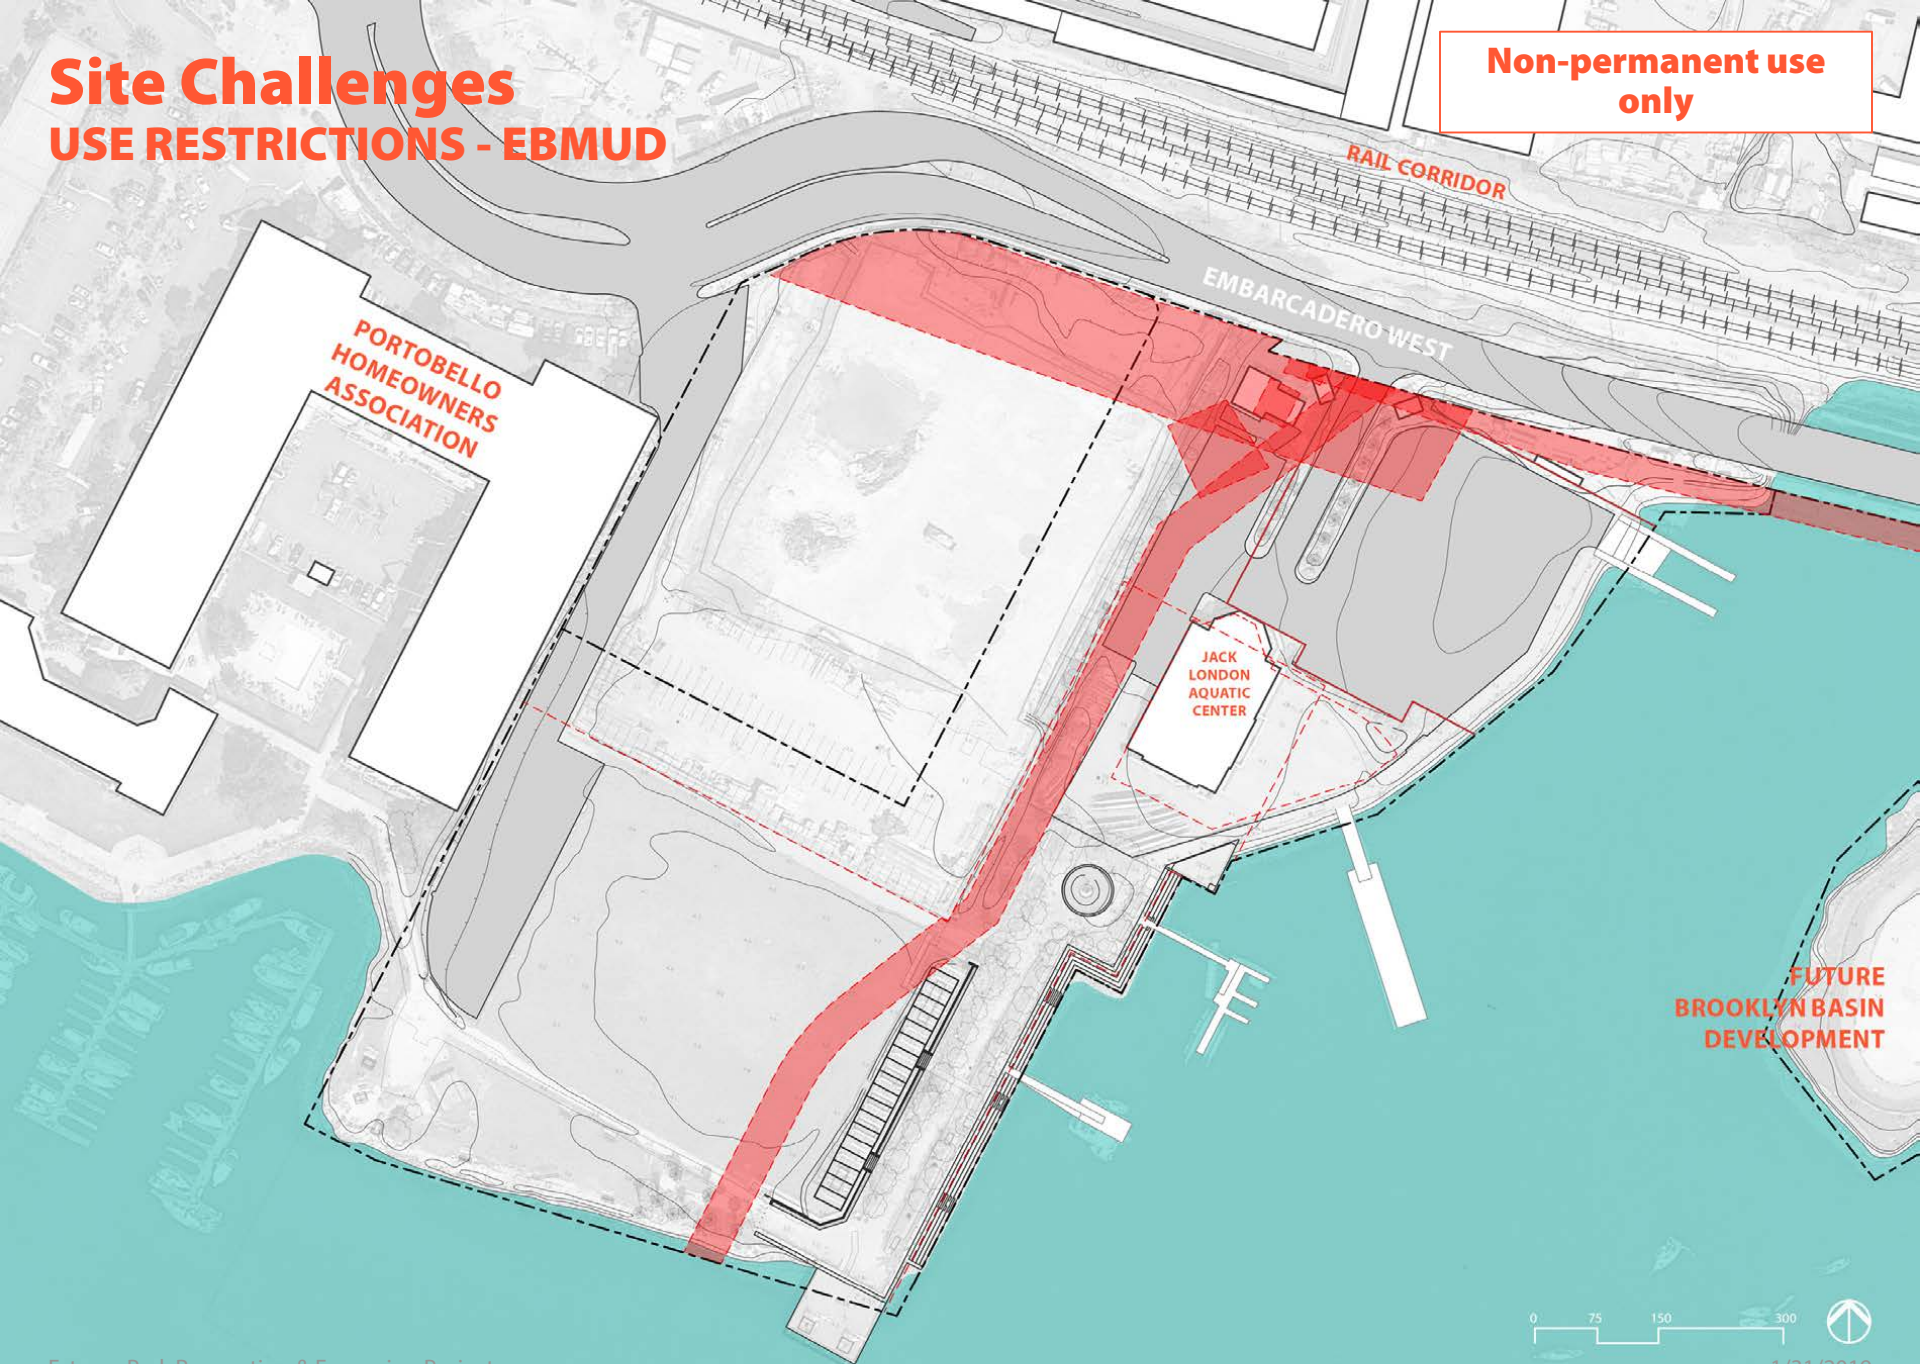 Site Challenges
USE RESTRICTIONS - EBMUD
Non-permanent use
only
RAIL CORRIDOR
EMBARCADERO WEST
PORTOBELLO
HOMEOWNERS
ASSOCIATION
JACK
LONDON
AQUATIC
CENTER
FUTURE
BROOKLYN BASIN
DEVELOPMENT
0 75 150 300